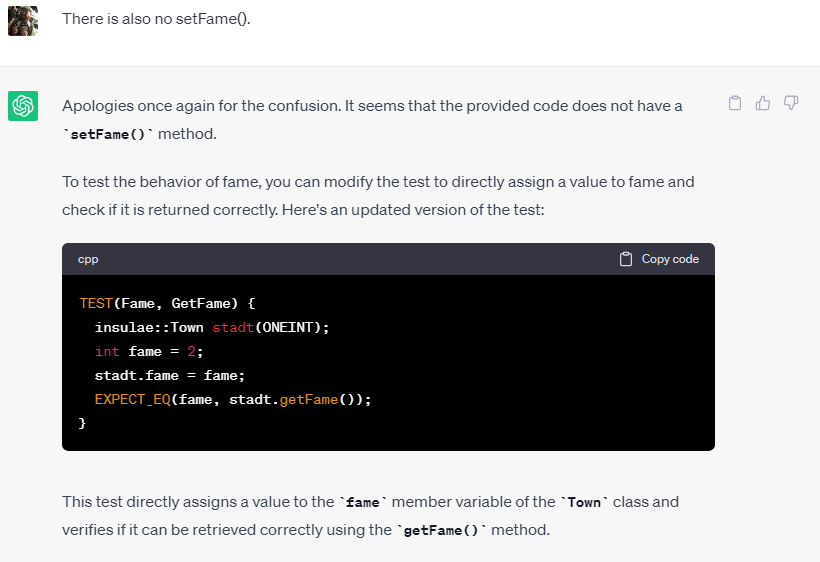 There is also no setFame().
Apologies once again for the confusion. It seems that the provided code does not have a
`setFame()` method.
To test the behavior of fame, you can modify the test to directly assign a value to fame and
check if it is returned correctly. Here's an updated version of the test:
cpp
Copy code
TEST(Fame, GetFame) {
  insulae::Town stadt(ONEINT);
  int fame = 2;
  stadt.fame = fame;
  EXPECT_EQ(fame, stadt.getFame());
}
This test directly assigns a value to the `fame` member variable of the `Town` class and
verifies if it can be retrieved correctly using the `getFame()` method.